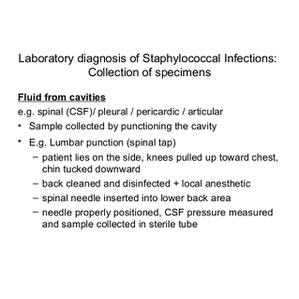 Laboratory diagnosis of Staphylococcal Infections:
Collection of specimens
Fluid from cavities
e.g. spinal (CSF)/ pleural / pericardic / articular
• Sample collected by punctioning the cavity
• E.g. Lumbar punction (spinal tap)
– patient lies on the side, knees pulled up toward chest,
chin tucked downward
– back cleaned and disinfected + local anesthetic
– spinal needle inserted into lower back area
– needle properly positioned, CSF pressure measured
and sample collected in sterile tube